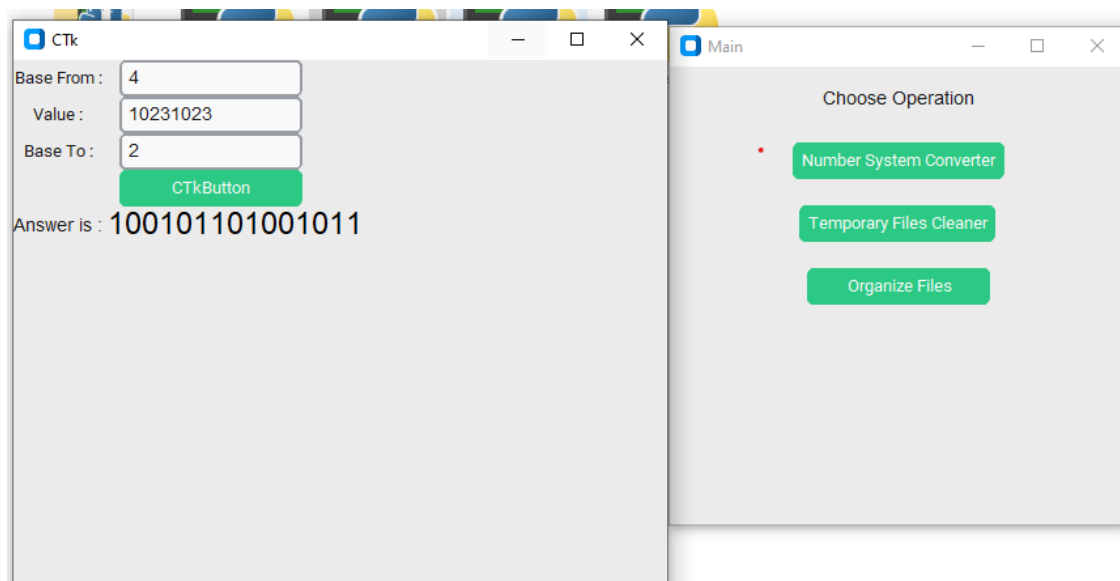 CTk
Base From :
4
Value :
10231023
Base To :
2
CTkButton
Answer is : 100101101001011
Main
Choose Operation
Number System Converter
Temporary Files Cleaner
Organize Files